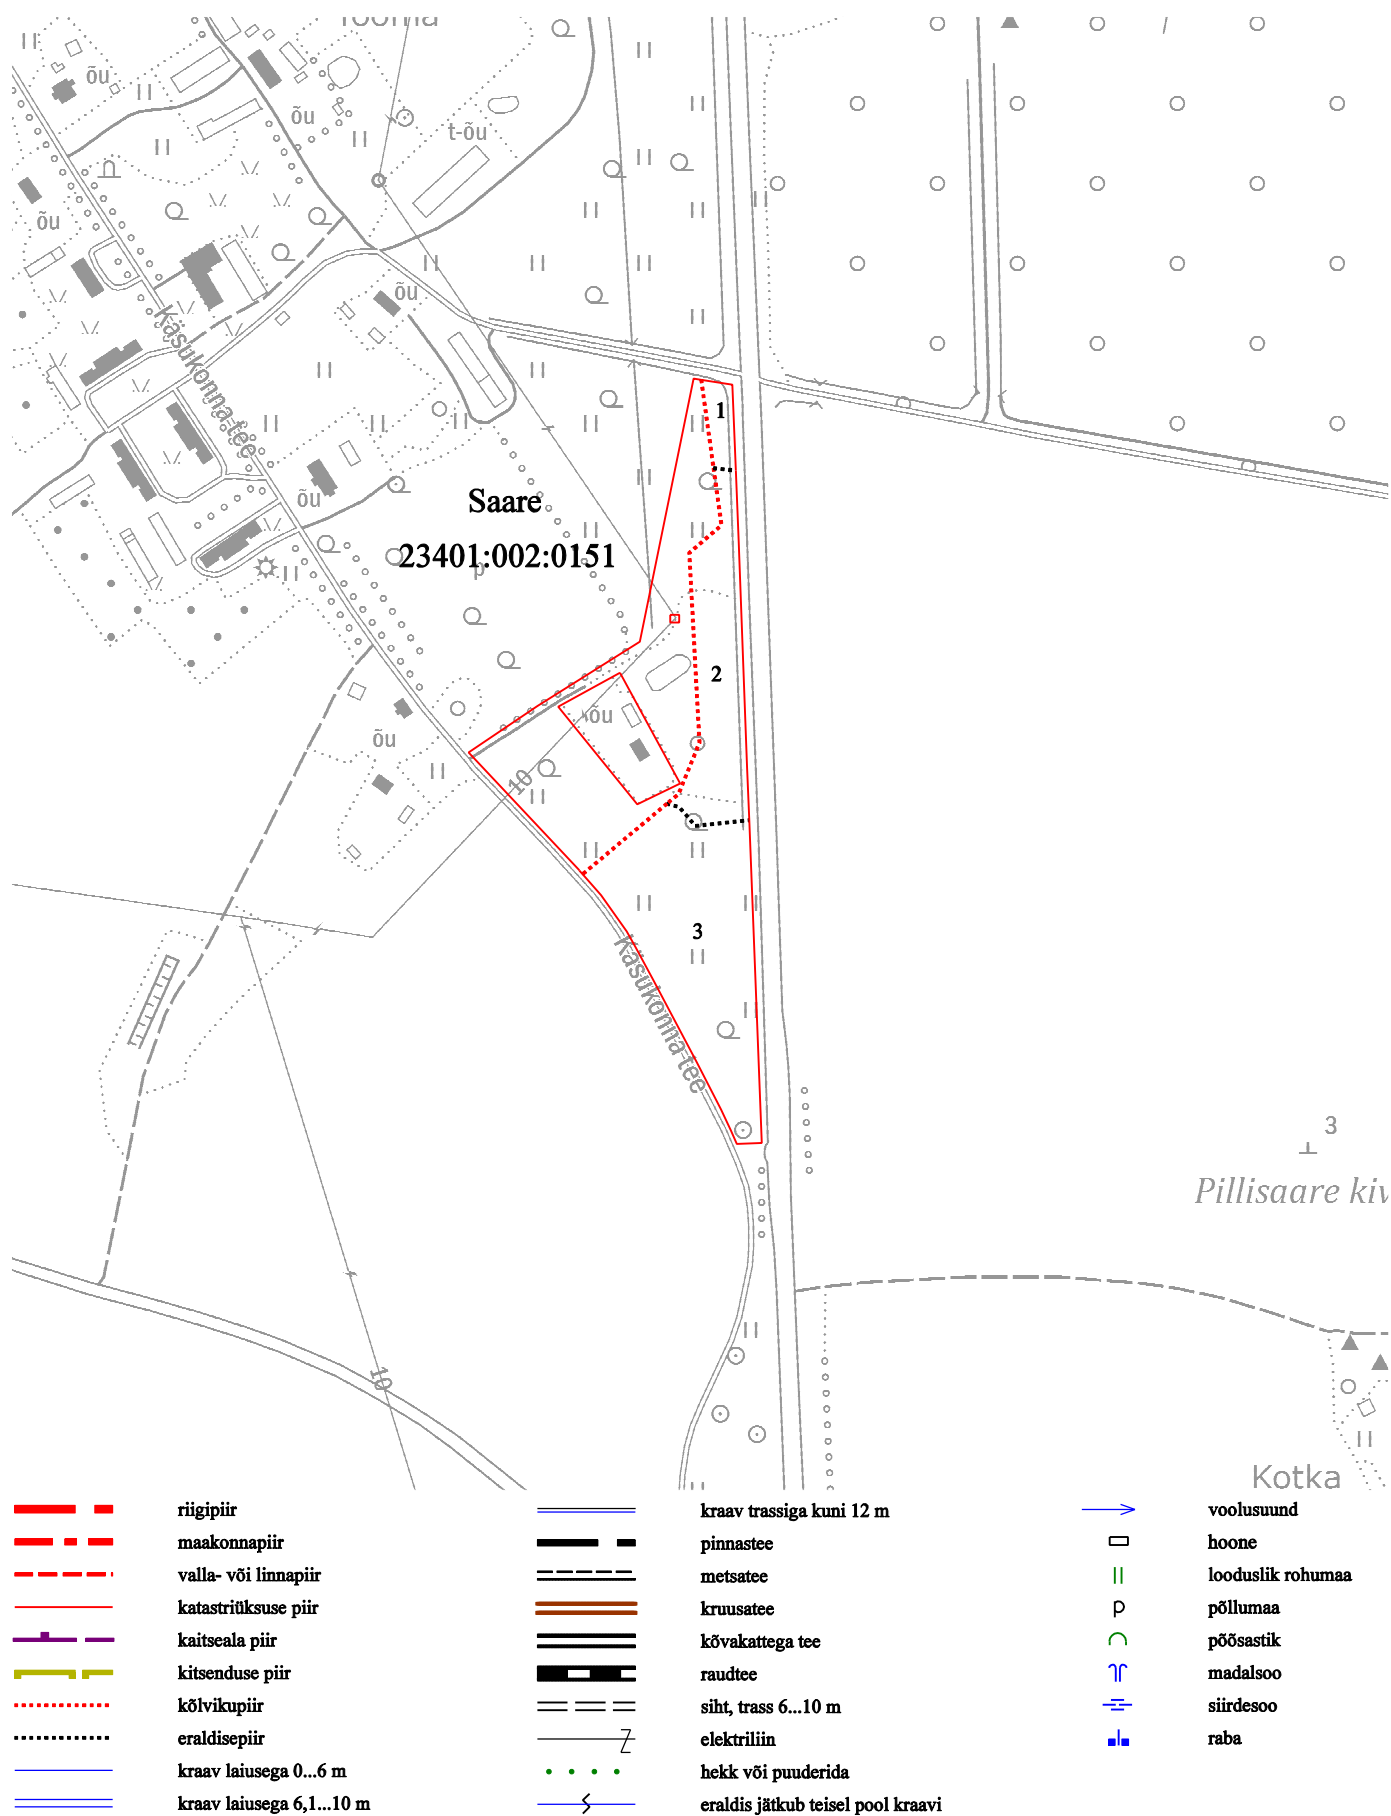 Tooma
õu
õu
t-õu
õu
õu
Käsukonna tee
1
õu
Saare
23401:002:0151
p
2
õu
õu
10
3
Käsukonna tee
3
Pillisaare kiv
10
Kotka
riigipiir
maakonnapiir
valla- või linnapiir
katastriüksuse piir
kaitseala piir
kitsenduse piir
kõlvikupiir
eraldisepiir
kraav laiusega 0...6 m
kraav laiusega 6,1...10 m
kraav trassiga kuni 12 m
pinnastee
metsatee
kruusatee
kõvakattega tee
raudtee
siht, trass 6...10 m
elektriliin
hekk või puuderida
eraldis jätkub teisel pool kraavi
voolusuund
hoone
looduslik rohumaa
p põllumaa
põõsastik
madalsoo
siirdesoo
raba